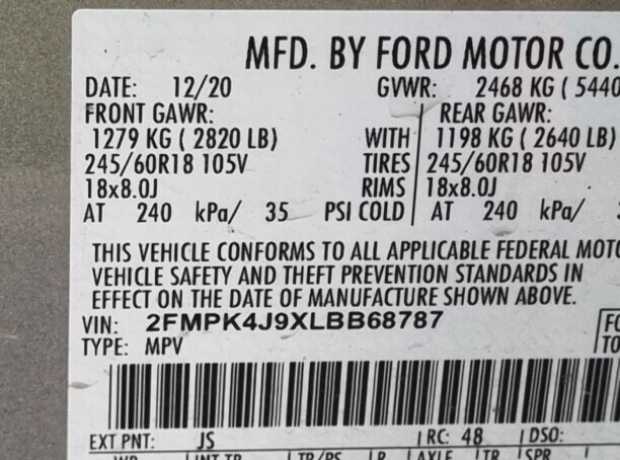 MFD. BY FORD MOTOR CO.
DATE: 12/20 GVWR: 2468 KG ( 5440
FRONT GAWR: REAR GAWR:
1279 KG ( 2820 LB) WITH 1198 KG ( 2640 LB)
245/60R18 105V TIRES 245/60R18 105V
18x8.0J RIMS 18x8.0J
AT 240 kPa/ 35 PSI COLD AT 240 kPa/
THIS VEHICLE CONFORMS TO ALL APPLICABLE FEDERAL MOTO
VEHICLE SAFETY AND THEFT PREVENTION STANDARDS IN
EFFECT ON THE DATE OF MANUFACTURE SHOWN ABOVE.
VIN: 2FMPK4J9XLBB68787
TYPE: MPV
EXT PNT: JS RC: 48 DSO: